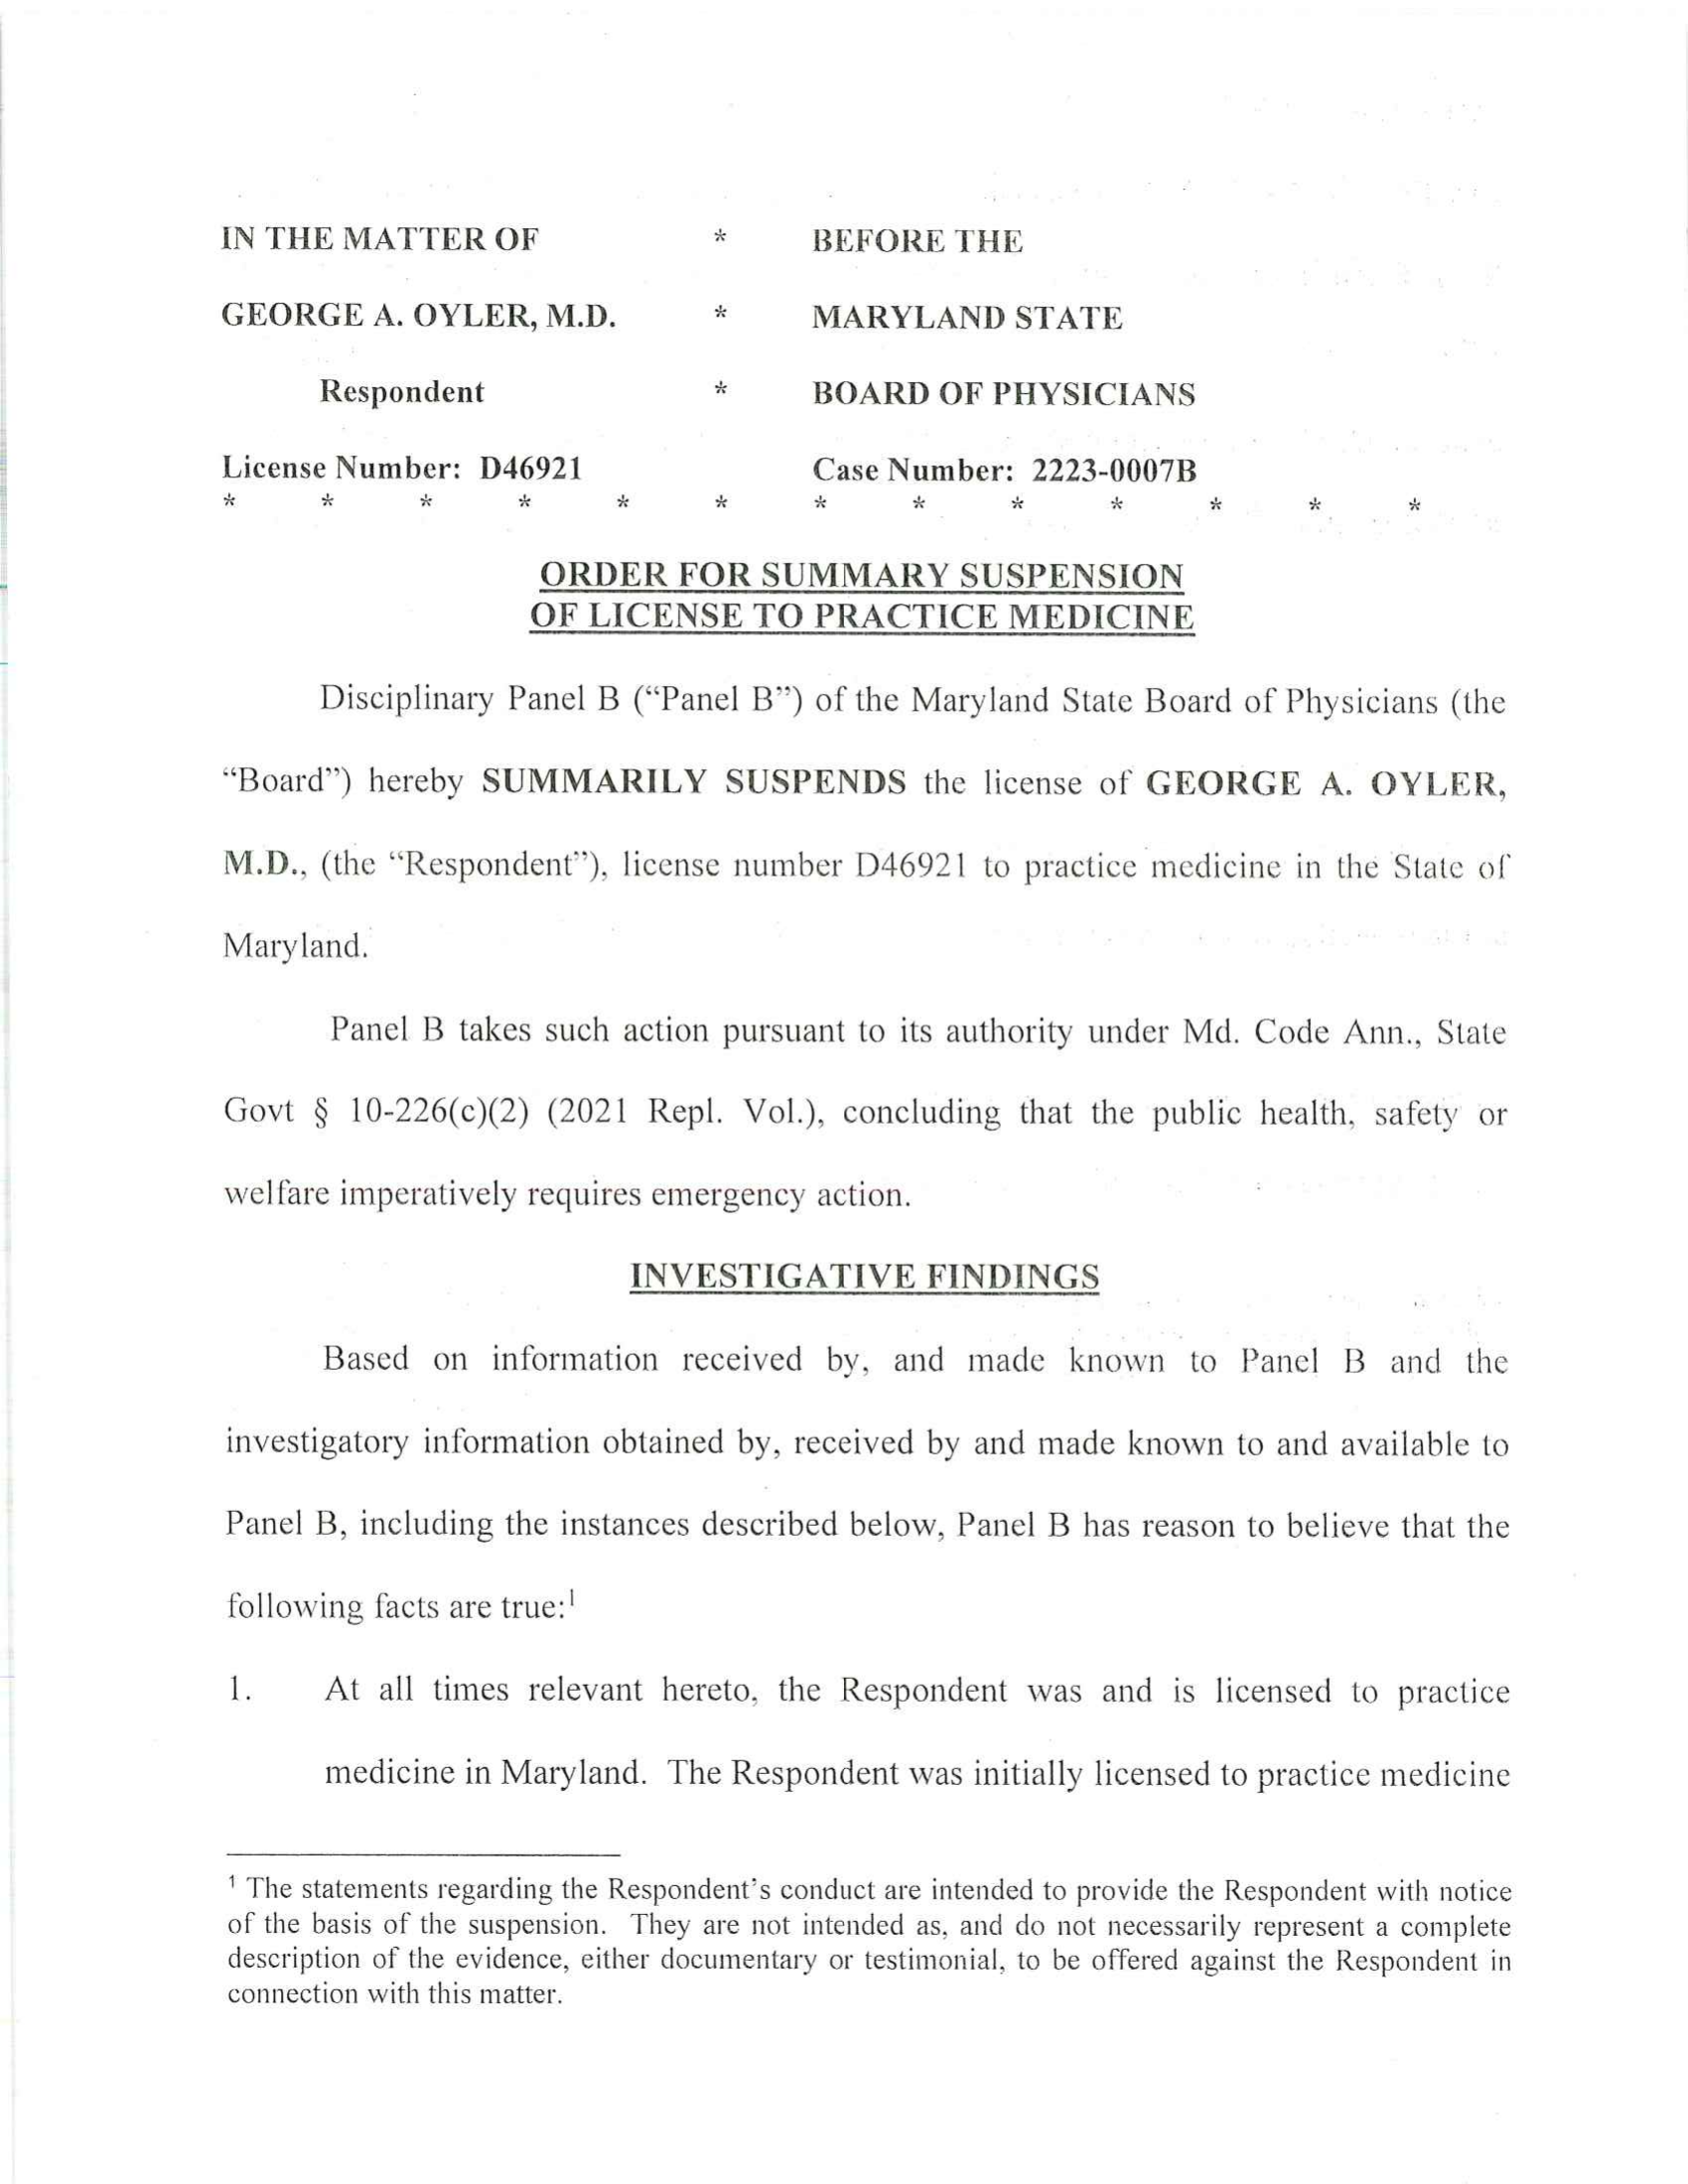 IN THE MATTER OF * BEFORE THE
GEORGE A. OYLER, M.D. * MARYLAND STATE
Respondent * BOARD OF PHYSICIANS
License Number: D46921 Case Number: 2223-0007B
* * * * * * * * * * * * *
ORDER FOR SUMMARY SUSPENSION
OF LICENSE TO PRACTICE MEDICINE
Disciplinary Panel B (“Panel B”) of the Maryland State Board of Physicians (the
“Board”) hereby SUMMARILY SUSPENDS the license of GEORGE A. OYLER,
M.D., (the “Respondent”), license number D46921 to practice medicine in the State of
Maryland.
Panel B takes such action pursuant to its authority under Md. Code Ann., State
Govt § 10-226(c)(2) (2021 Repl. Vol.), concluding that the public health, safety or
welfare imperatively requires emergency action.
INVESTIGATIVE FINDINGS
Based on information received by, and made known to Panel B and the
investigatory information obtained by, received by and made known to and available to
Panel B, including the instances described below, Panel B has reason to believe that the
following facts are true:¹
1. At all times relevant hereto, the Respondent was and is licensed to practice
medicine in Maryland. The Respondent was initially licensed to practice medicine
¹ The statements regarding the Respondent’s conduct are intended to provide the Respondent with notice
of the basis of the suspension. They are not intended as, and do not necessarily represent a complete
description of the evidence, either documentary or testimonial, to be offered against the Respondent in
connection with this matter.